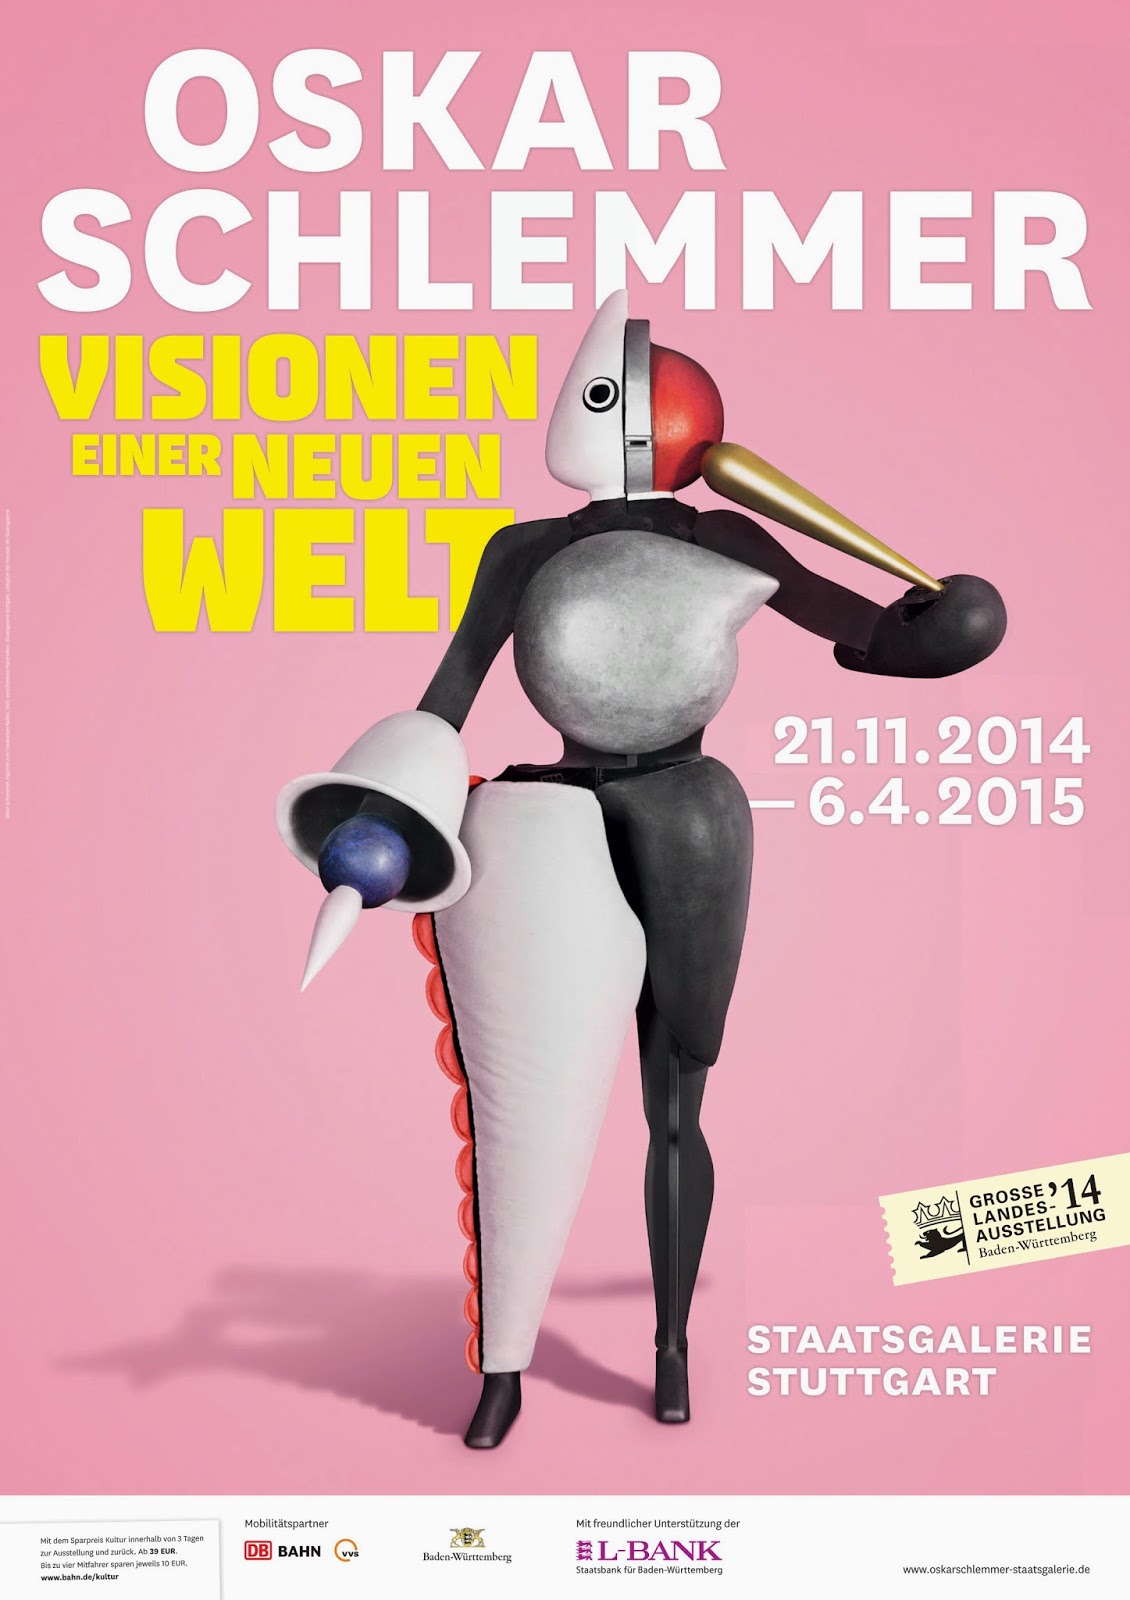 OSKAR
SCHLEMMER
VISIONEN
EINER NEUEN
WELT
21.11.2014
– 6.4.2015
GROSSE
LANDES-
AUSSTELLUNG
'14
Baden-Württemberg
STAATSGALERIE
STUTTGART
Mit dem Sparpreis Kultur innerhalb von 3 Tagen
zur Ausstellung und zurück. Ab 39 EUR.
Bis zu vier Mitfahrer sparen jeweils 10 EUR.
www.bahn.de/kultur
Mobilitätspartner
DB BAHN
VVS
Baden-Württemberg
Mit freundlicher Unterstützung der
L-BANK
Staatsbank für Baden-Württemberg
www.oskarschlemmer-staatsgalerie.de